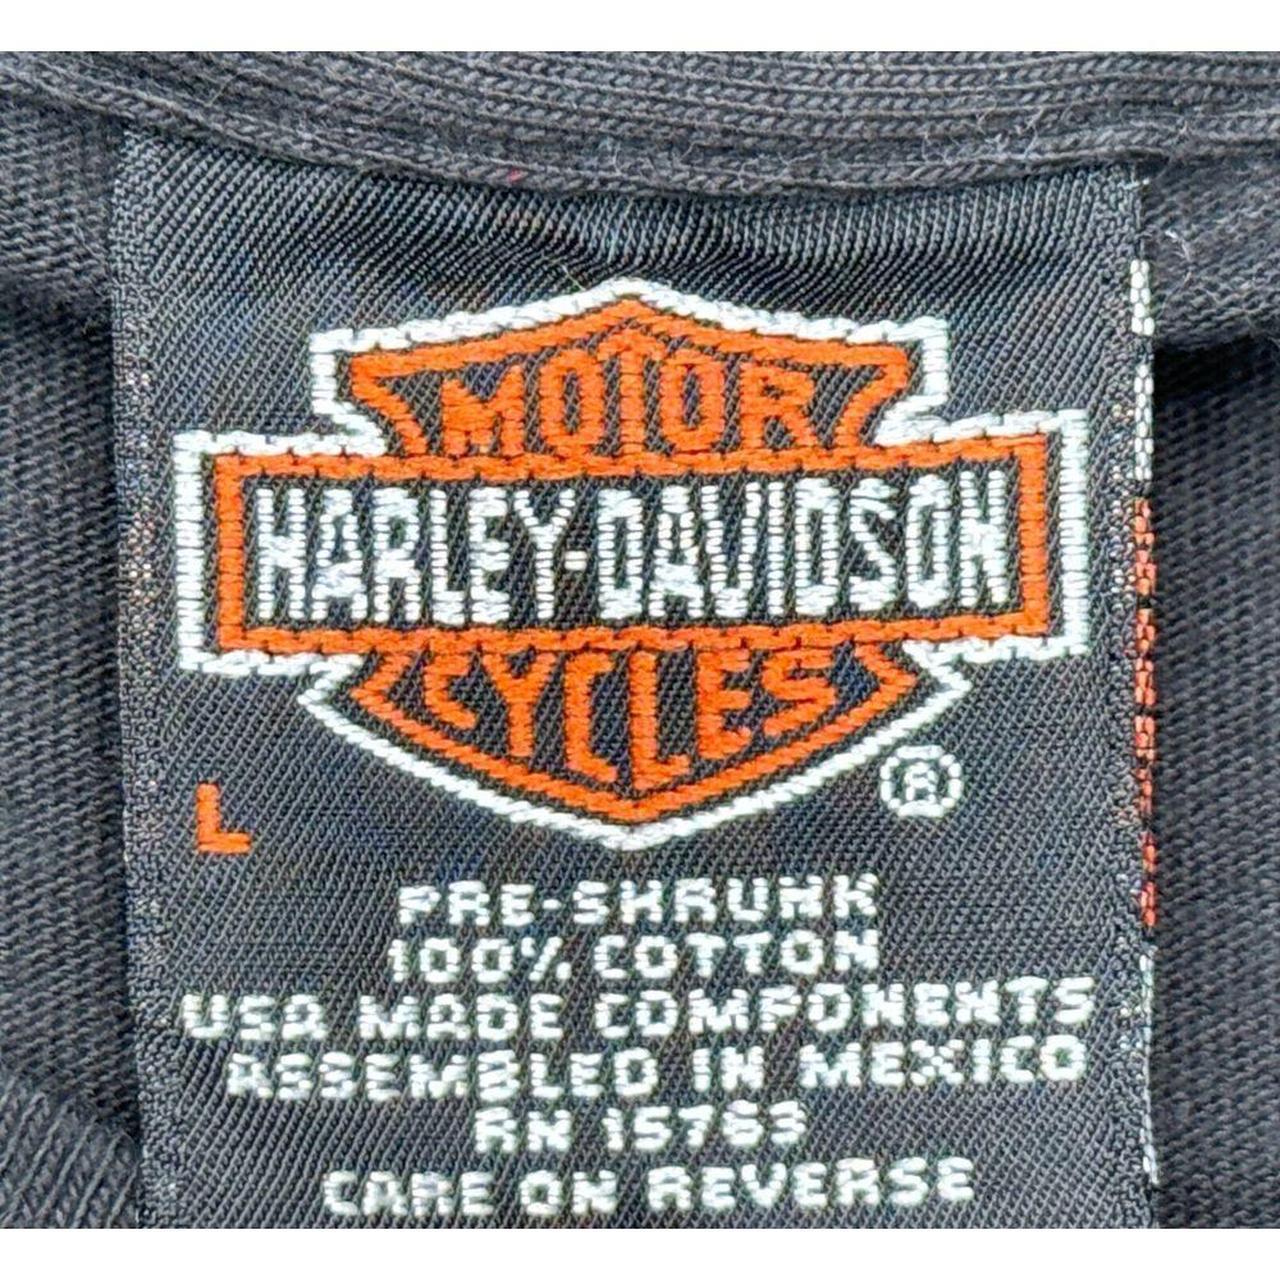 MOTOR
HARLEY-DAVIDSON
CYCLES
®
L
PRE-SHRUNK
100% COTTON
USA MADE COMPONENTS
ASSEMBLED IN MEXICO
RN 15763
CARE ON REVERSE